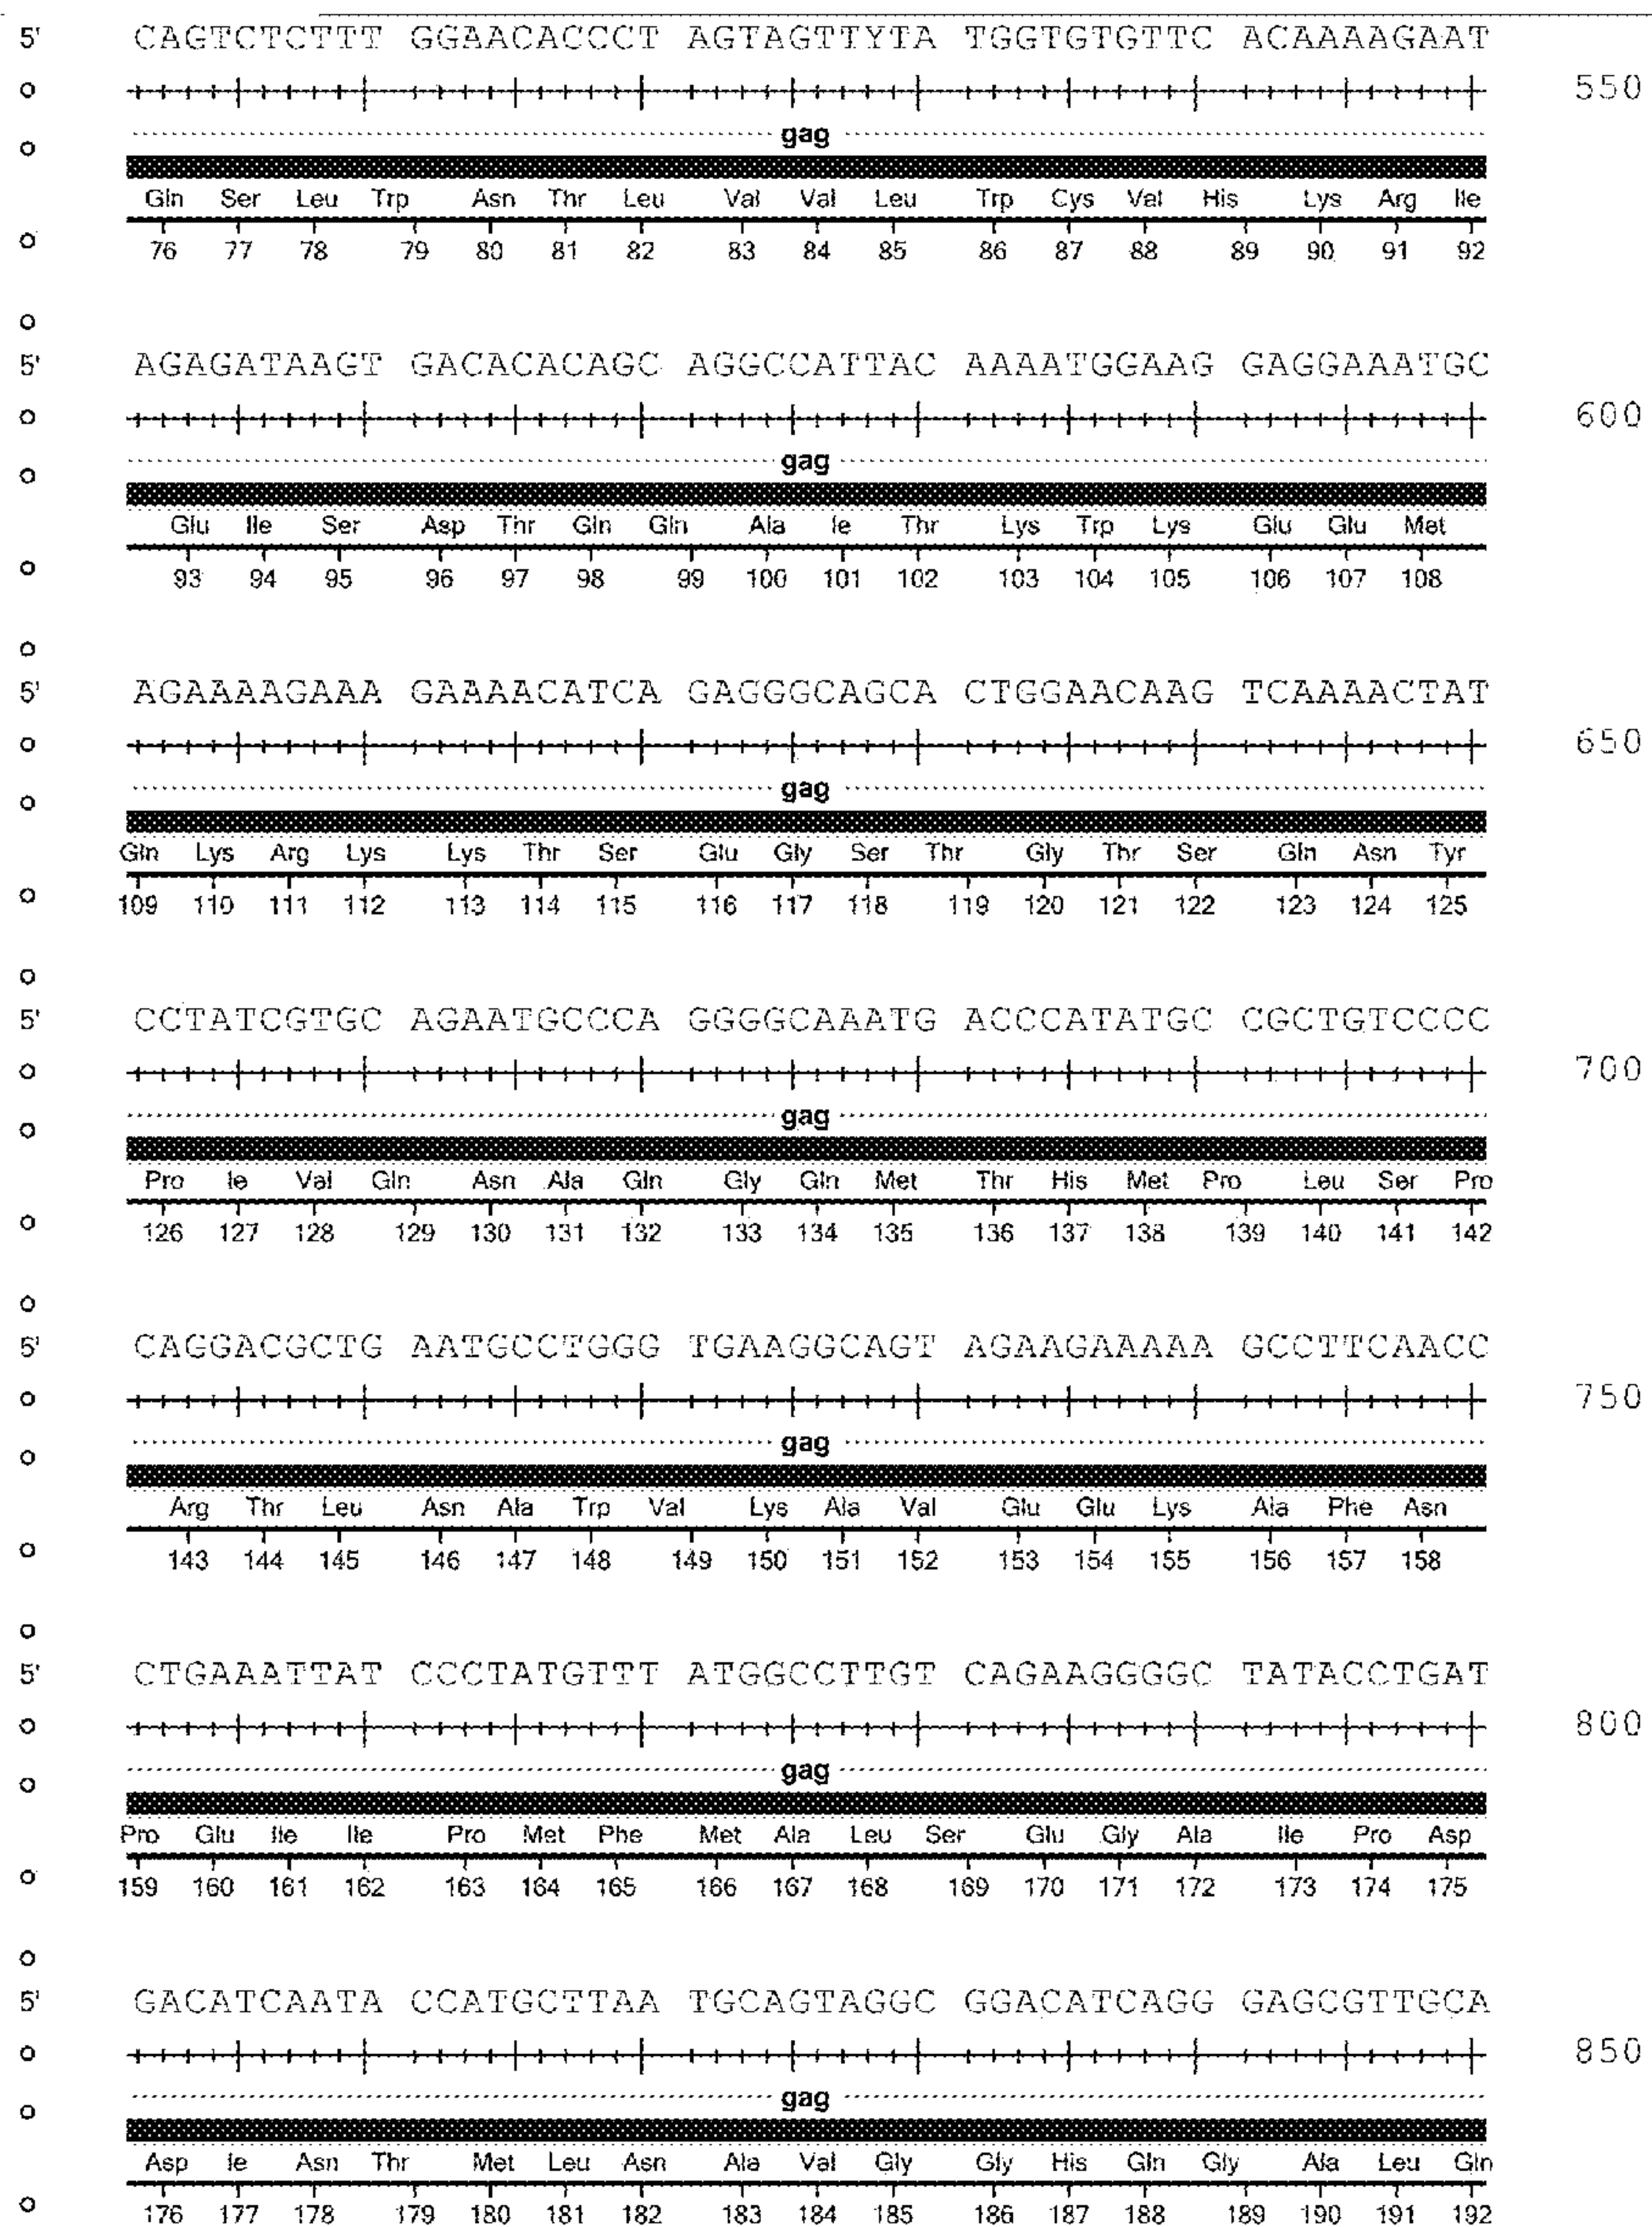 5' CAGTCTCTTT GGAACACCCT AGTAGTTYTA TGGTGTGTTC ACAAAAGAAT
550
gag
Gln Ser Leu Trp Asn Thr Leu Val Val Leu Trp Cys Val His Lys Arg Ile
76 77 78 79 80 81 82 83 84 85 86 87 88 89 90 91 92
5' AGAGATAAGT GACACACAGC AGGCCATTAC AAAATGGAAG GAGGAAATGC
600
gag
Glu Ile Ser Asp Thr Gln Gln Ala Ie Thr Lys Trp Lys Glu Glu Met
93 94 95 96 97 98 99 100 101 102 103 104 105 106 107 108
5' AGAAAAGAAA GAAAACATCA GAGGGCAGCA CTGGAACAAG TCAAAACTAT
650
gag
Gln Lys Arg Lys Lys Thr Ser Glu Gly Ser Thr Gly Thr Ser Gln Asn Tyr
109 110 111 112 113 114 115 116 117 118 119 120 121 122 123 124 125
5' CCTATCGTGC AGAATGCCCA GGGGCAAATG ACCCATATGC CGCTGTCCCC
700
gag
Pro Ie Val Gln Asn Ala Gln Gly Gln Met Thr His Met Pro Leu Ser Pro
126 127 128 129 130 131 132 133 134 135 136 137 138 139 140 141 142
5' CAGGACGCTG AATGCCTGGG TGAAGGCAGT AGAAGAAAAA GCCTTCAACC
750
gag
Arg Thr Leu Asn Ala Trp Val Lys Ala Val Glu Glu Lys Ala Phe Asn
143 144 145 146 147 148 149 150 151 152 153 154 155 156 157 158
5' CTGAAATTAT CCCTATGTTT ATGGCCTTGT CAGAAGGGGC TATACCTGAT
800
gag
Pro Glu Ile Ile Pro Met Phe Met Ala Leu Ser Glu Gly Ala Ile Pro Asp
159 160 161 162 163 164 165 166 167 168 169 170 171 172 173 174 175
5' GACATCAATA CCATGCTTAA TGCAGTAGGC GGACATCAGG GAGCGTTGCA
850
gag
Asp Ie Asn Thr Met Leu Asn Ala Val Gly Gly His Gln Gly Ala Leu Gln
176 177 178 179 180 181 182 183 184 185 186 187 188 189 190 191 192